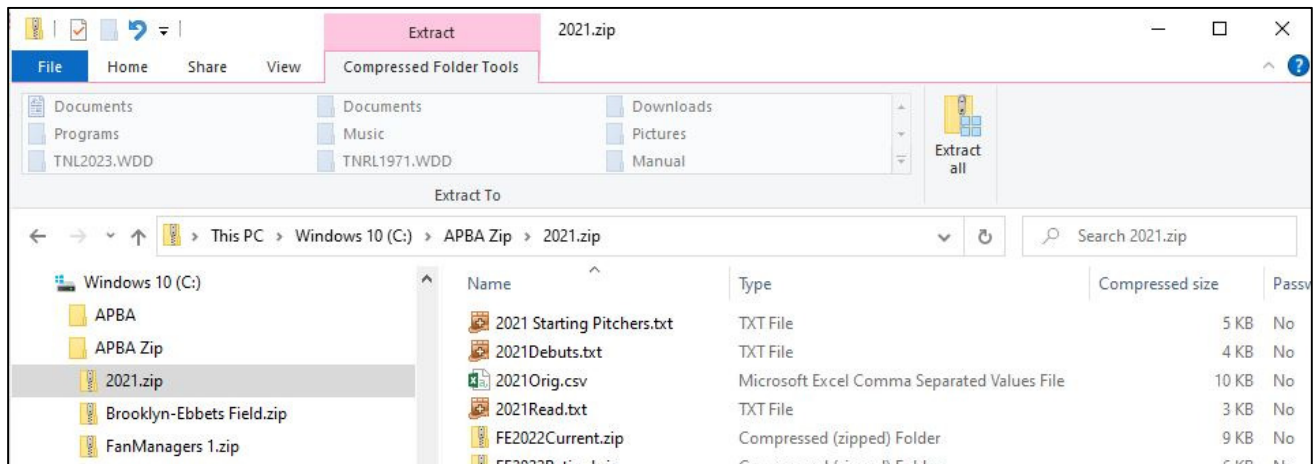 Extract 2021.zip
File Home Share View Compressed Folder Tools
Documents Documents Downloads
Programs Music Pictures
TNL2023.WDD TNRL1971.WDD Manual
Extract
all
Extract To
This PC > Windows 10 (C:) > APBA Zip > 2021.zip Search 2021.zip
Windows 10 (C:) Name Type Compressed size
APBA 2021 Starting Pitchers.txt TXT File 5 KB No
APBA Zip 2021Debuts.txt TXT File 4 KB No
2021.zip 2021Orig.csv Microsoft Excel Comma Separated Values File 10 KB No
Brooklyn-Ebbets Field.zip 2021Read.txt TXT File 3 KB No
FanManagers 1.zip FE2022Current.zip Compressed (zipped) Folder 9 KB No